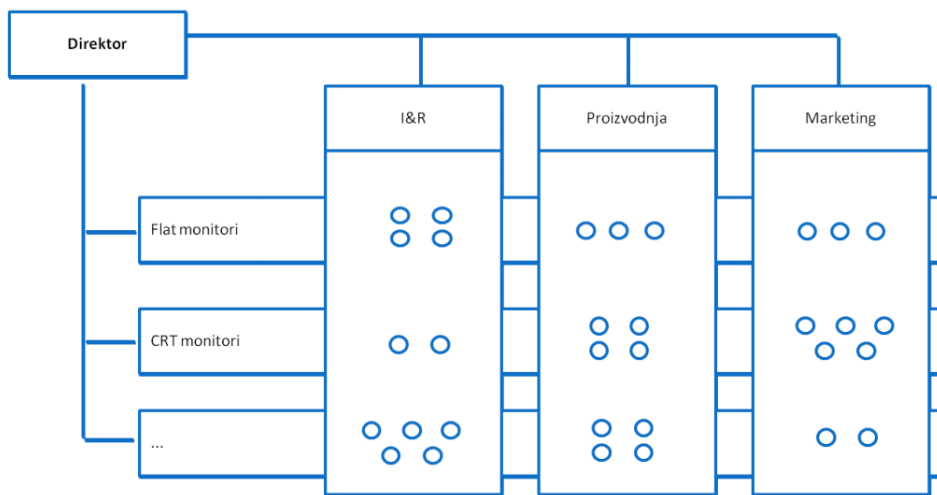 Direktor
I&R
Proizvodnja
Marketing
Flat monitori
CRT monitori
...